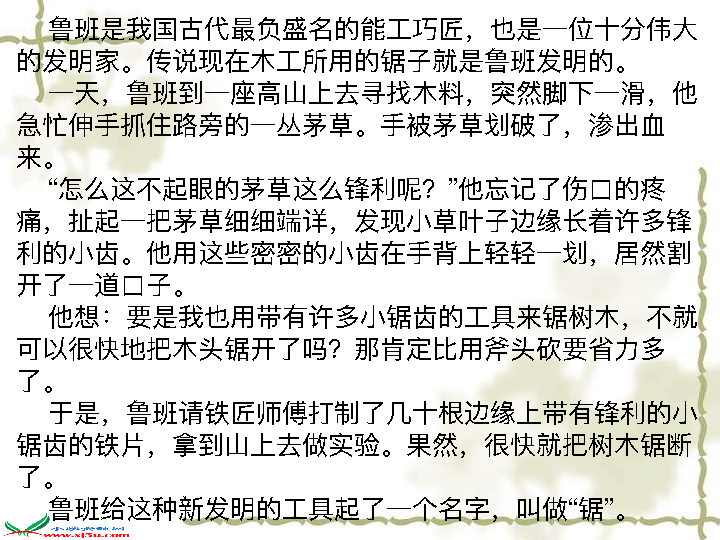 鲁班是我国古代最负盛名的能工巧匠，也是一位十分伟大
的发明家。传说现在木工所用的锯子就是鲁班发明的。
一天，鲁班到一座高山上去寻找木料，突然脚下一滑，他
急忙伸手抓住路旁的一丛茅草。手被茅草划破了，渗出血
来。
“怎么这不起眼的茅草这么锋利呢？”他忘记了伤口的疼
痛，扯起一把茅草细细端详，发现小草叶子边缘长着许多锋
利的小齿。他用这些密密的小齿在手背上轻轻一划，居然割
开了一道口子。
他想：要是我也用带有许多小锯齿的工具来锯树木，不就
可以很快地把木头锯开了吗？那肯定比用斧头砍要省力多
了。
于是，鲁班请铁匠师傅打制了几十根边缘上带有锋利的小
锯齿的铁片，拿到山上去做实验。果然，很快就把树木锯断
了。
鲁班给这种新发明的工具起了一个名字，叫做“锯”。